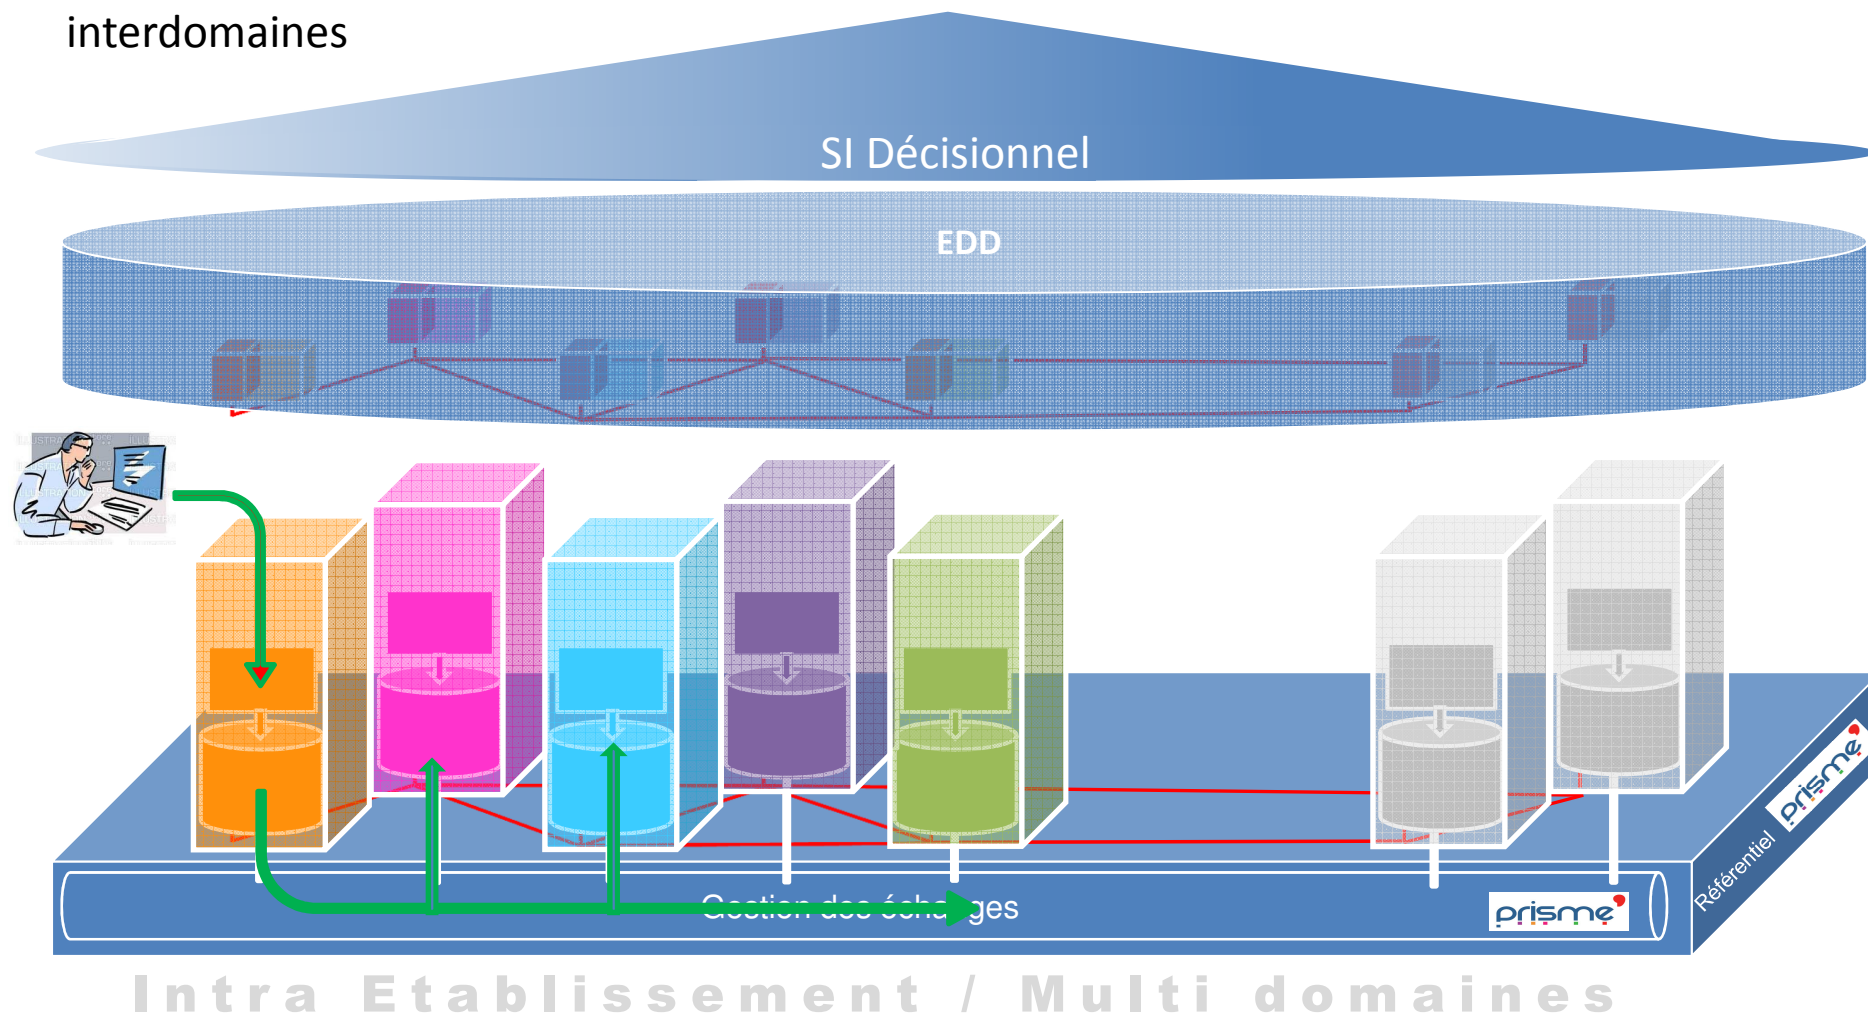 interdomaines
SI Décisionnel
EDD
Gestion des échanges
prisme
Référentiel
prisme
Intra Etablissement / Multi domaines